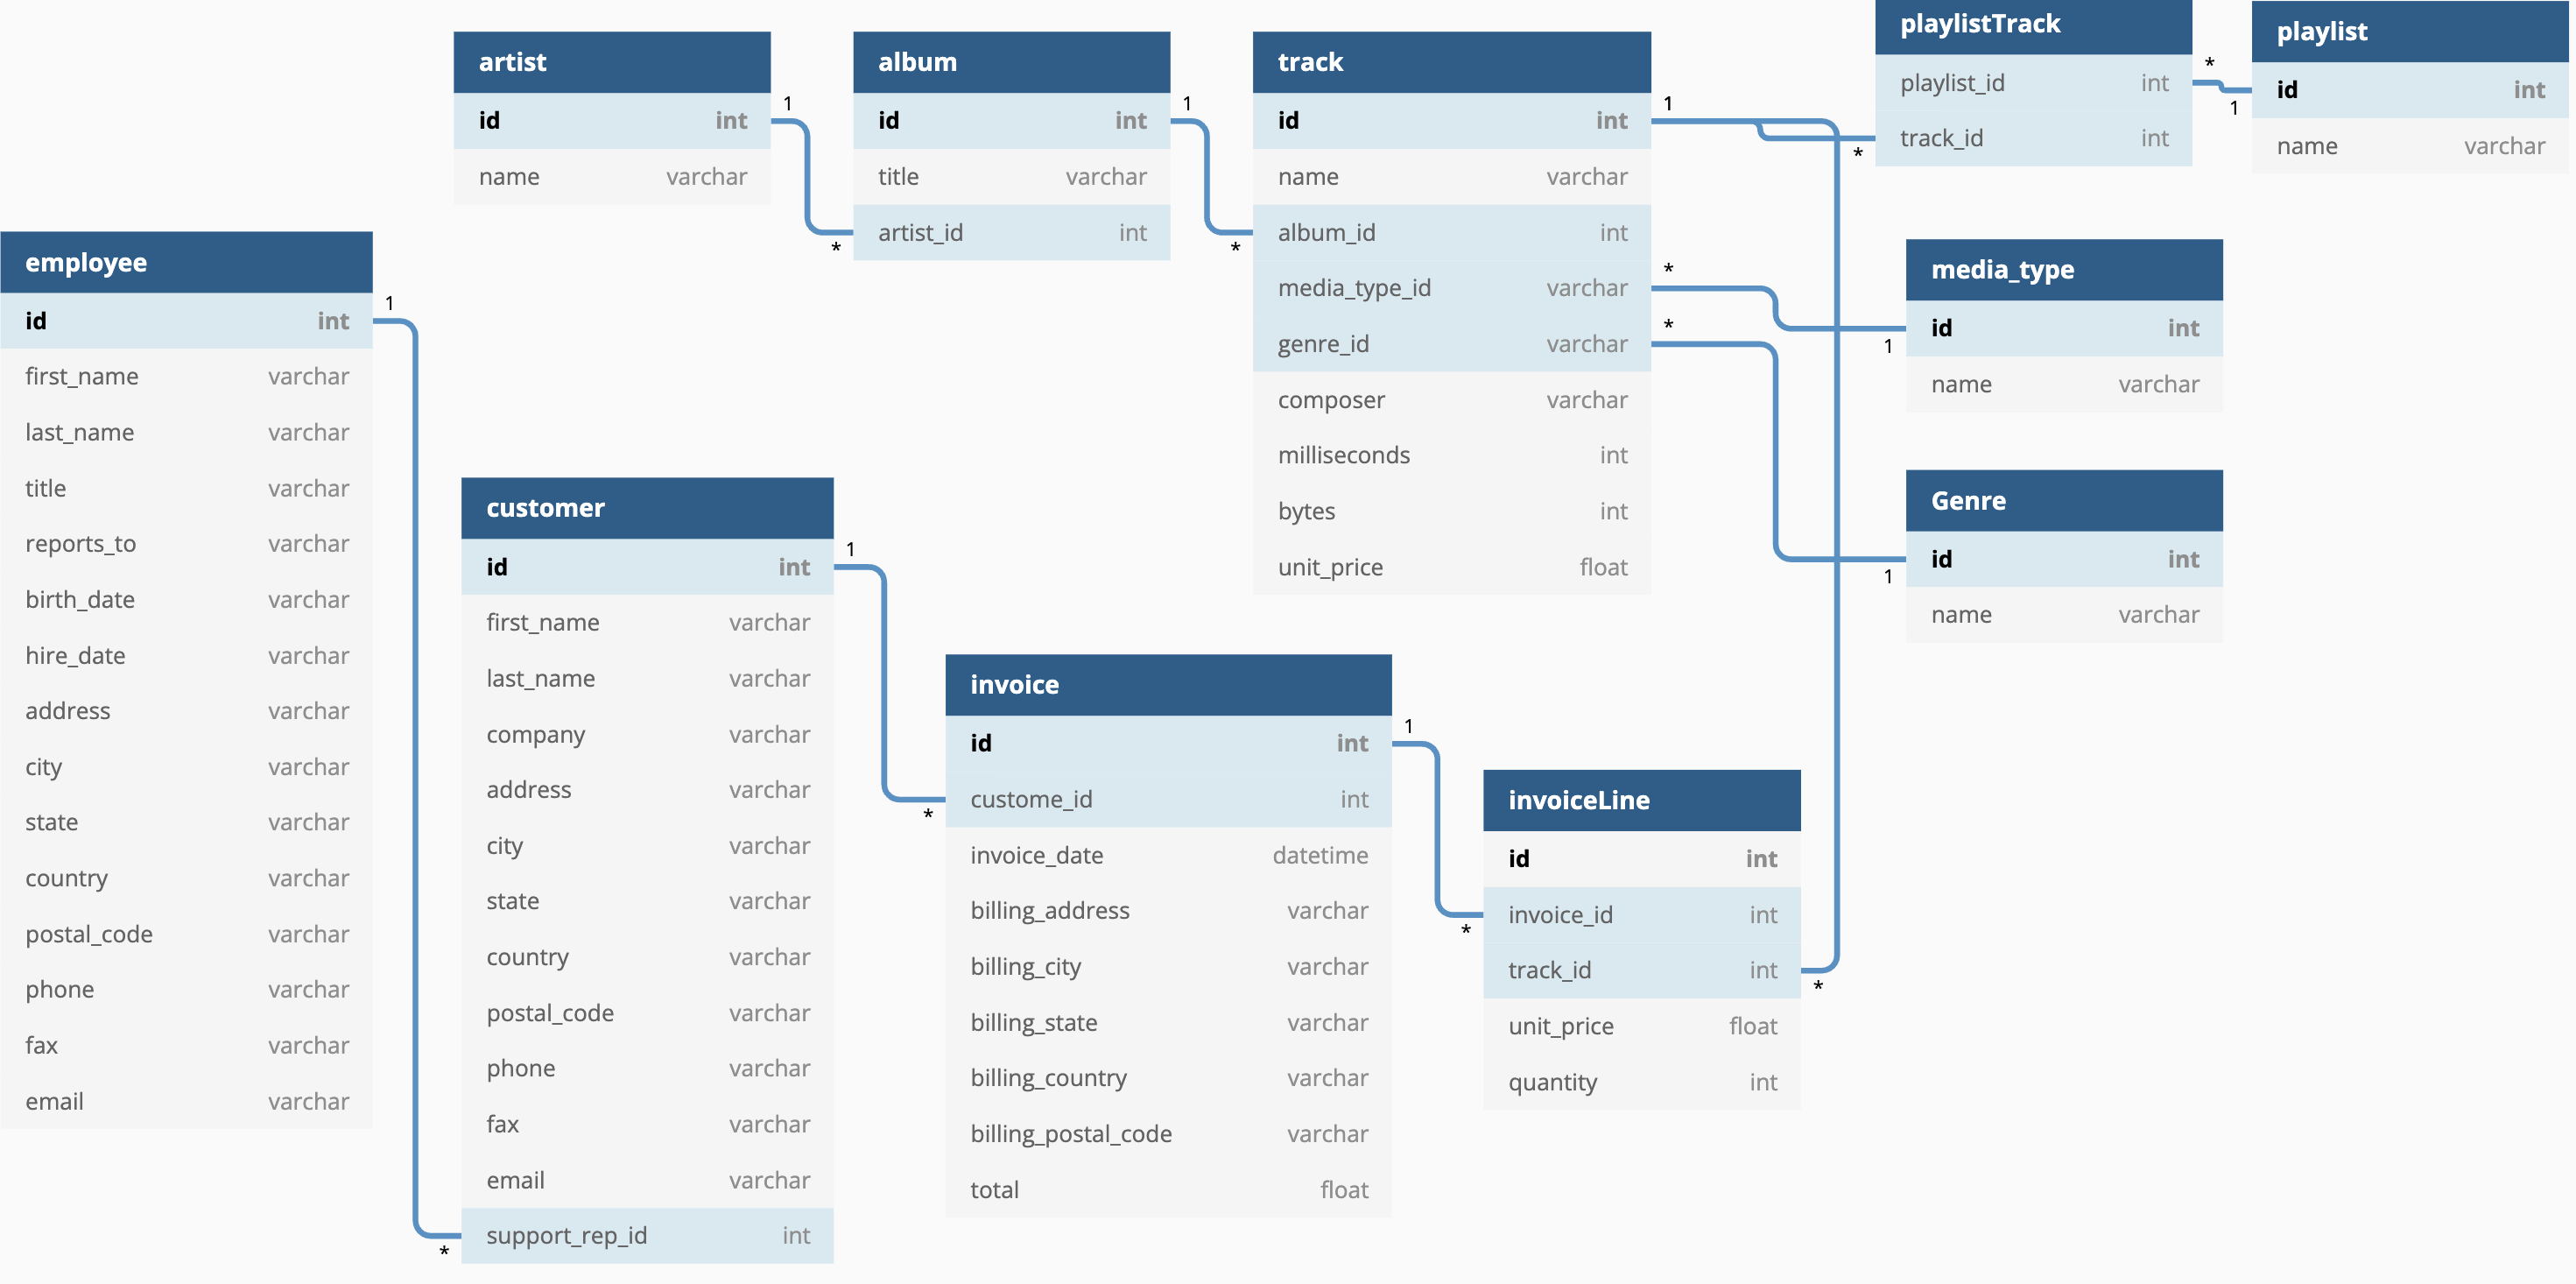 artist
id int
name varchar
1
*
album
id int
title varchar
artist_id int
1
*
track
id int
name varchar
album_id int
media_type_id varchar
genre_id varchar
composer varchar
milliseconds int
bytes int
unit_price float
1
*
*
*
playlistTrack
playlist_id int
track_id int
*
1
playlist
id int
name varchar
media_type
id int
name varchar
1
Genre
id int
name varchar
1
employee
id int
first_name varchar
last_name varchar
title varchar
reports_to varchar
birth_date varchar
hire_date varchar
address varchar
city varchar
state varchar
country varchar
postal_code varchar
phone varchar
fax varchar
email varchar
1
*
customer
id int
first_name varchar
last_name varchar
company varchar
address varchar
city varchar
state varchar
country varchar
postal_code varchar
phone varchar
fax varchar
email varchar
support_rep_id int
1
*
invoice
id int
custome_id int
invoice_date datetime
billing_address varchar
billing_city varchar
billing_state varchar
billing_country varchar
billing_postal_code varchar
total float
1
*
invoiceLine
id int
invoice_id int
track_id int
unit_price float
quantity int
*